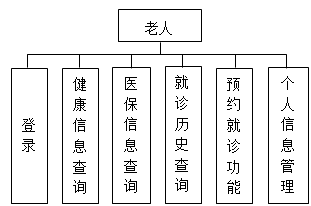 老人
登录
健康信息查询
医保信息查询
就诊历史查询
预约就诊功能
个人信息管理